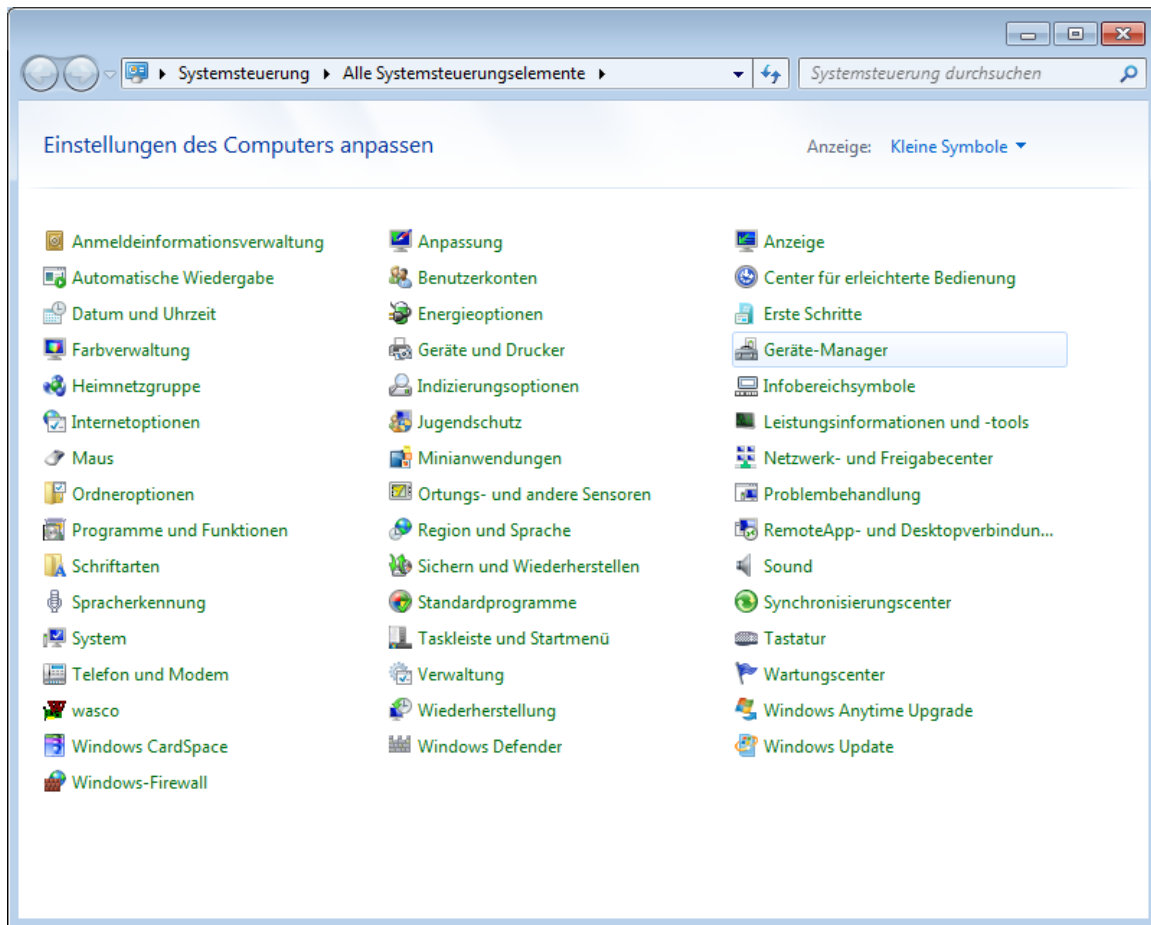 Systemsteuerung Alle Systemsteuerungselemente Systemsteuerung durchsuchen
Einstellungen des Computers anpassen Anzeige: Kleine Symbole
Anmeldeinformationsverwaltung Anpassung Anzeige
Automatische Wiedergabe Benutzerkonten Center für erleichterte Bedienung
Datum und Uhrzeit Energieoptionen Erste Schritte
Farbverwaltung Geräte und Drucker Geräte-Manager
Heimnetzgruppe Indizierungsoptionen Infobereichsymbole
Internetoptionen Jugendschutz Leistungsinformationen und -tools
Maus Minianwendungen Netzwerk- und Freigabecenter
Ordneroptionen Ortungs- und andere Sensoren Problembehandlung
Programme und Funktionen Region und Sprache RemoteApp- und Desktopverbindun...
Schriftarten Sichern und Wiederherstellen Sound
Spracherkennung Standardprogramme Synchronisierungscenter
System Taskleiste und Startmenü Tastatur
Telefon und Modem Verwaltung Wartungscenter
wasco Wiederherstellung Windows Anytime Upgrade
Windows CardSpace Windows Defender Windows Update
Windows-Firewall